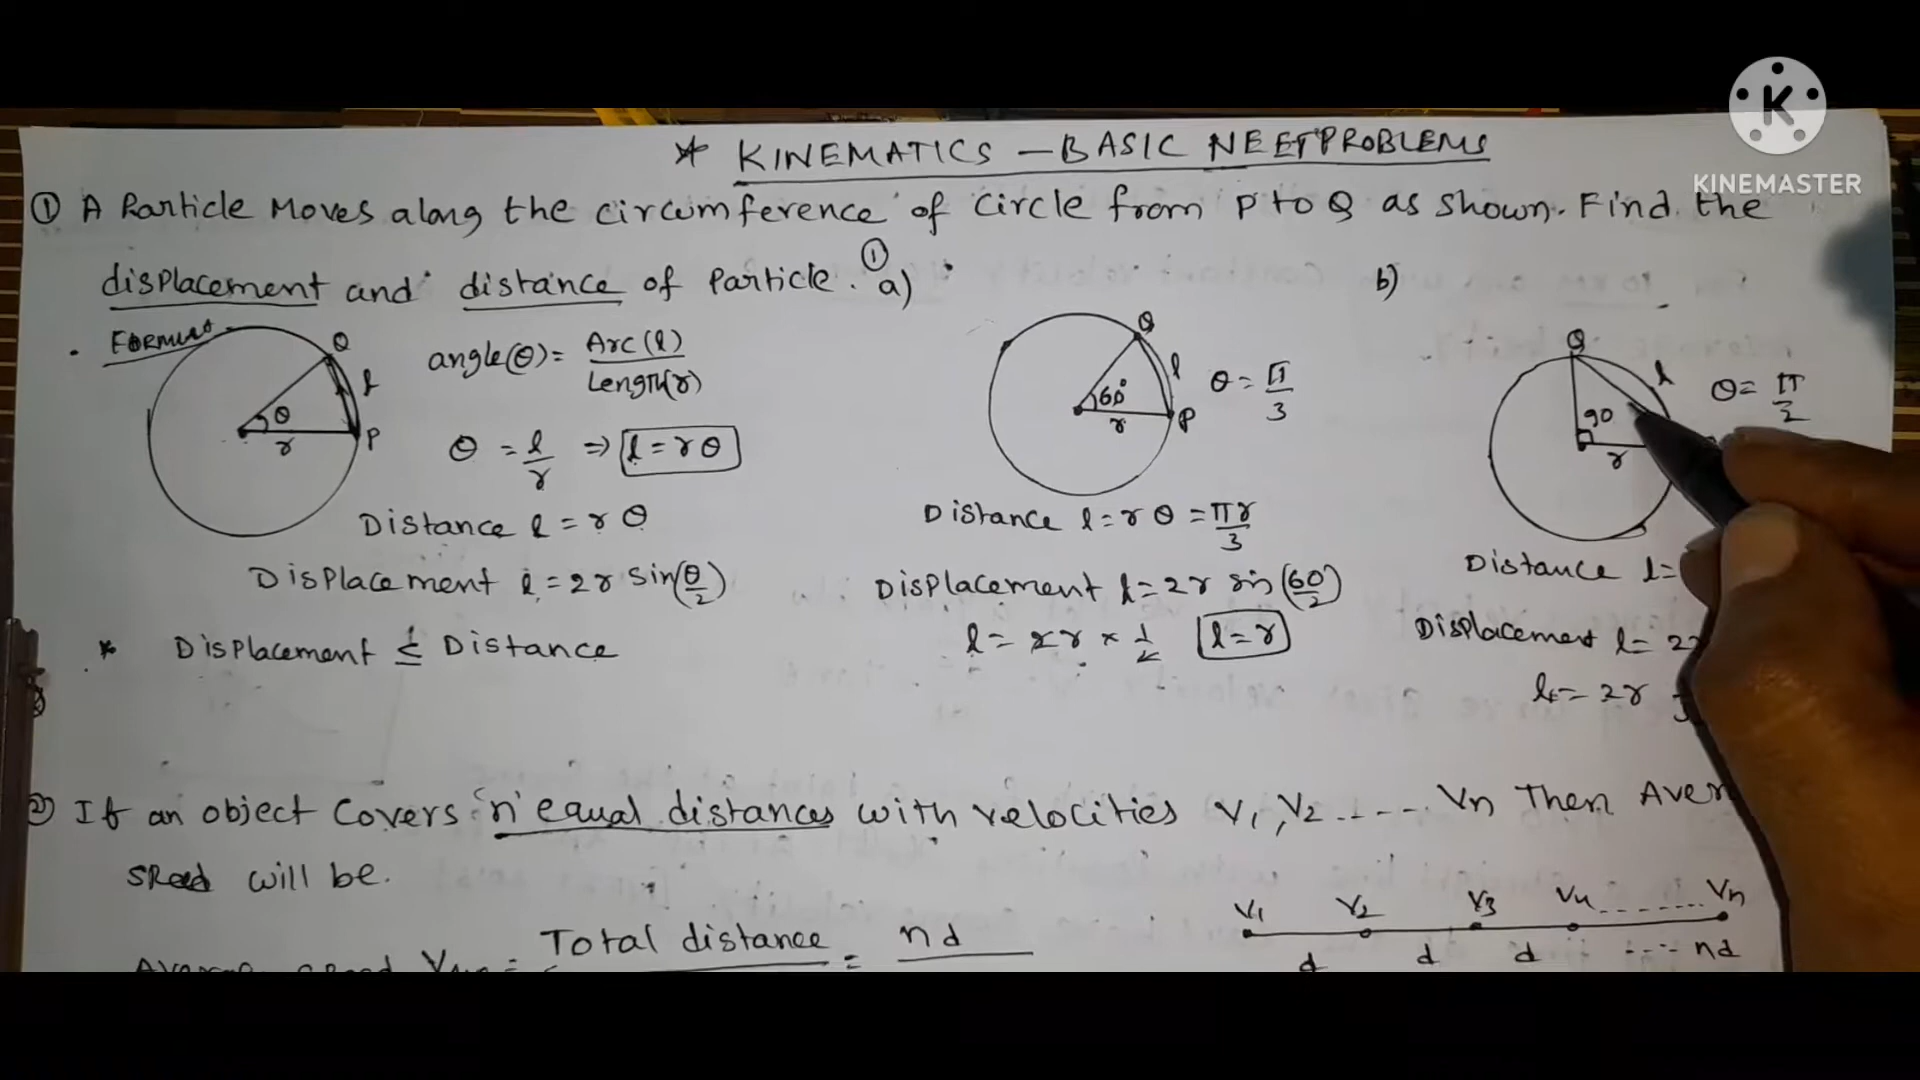 * KINEMATICS – BASIC NEET PROBLEMS
KINEMASTER
① A Particle Moves along the circumference of circle from P to Q as shown. Find the
displacement and distance of Particle. ① a)
b)
Formula
Q
θ
r
P
l
angle(θ) = Arc(l) / Length(r)
θ = l/r ⇒ l = rθ
Distance l = rθ
Displacement l = 2r sin(θ/2)
* Displacement ≤ Distance
Q
60°
r
P
l
θ = π/3
Distance l = rθ = πr/3
Displacement l = 2r sin(60/2)
l = 2r × 1/2 l = r
Q
90
r
l
θ = π/2
Distance l =
Displacement l = 2r
l = 2r
② If an object covers 'n' equal distances with velocities V1, V2 ..... Vn Then Aver
speed will be.
V1 V2 V3 V4 ........ Vn
d d d ---- nd
Total distance = nd